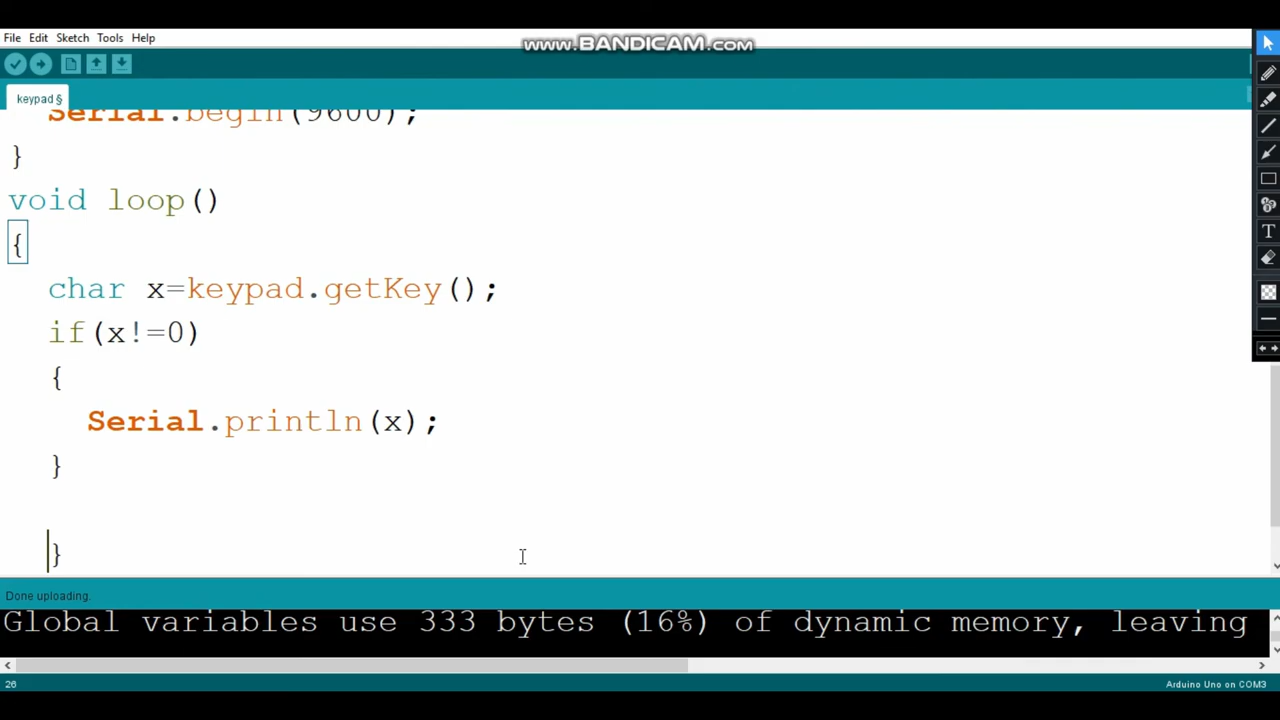 www.BANDICAM.com
File Edit Sketch Tools Help
keypad §
Serial.begin(9600);
}
void loop()
{
char x=keypad.getKey();
if(x!=0)
{
Serial.println(x);
}
}
T
Done uploading.
Global variables use 333 bytes (16%) of dynamic memory, leaving
26
Arduino Uno on COM3